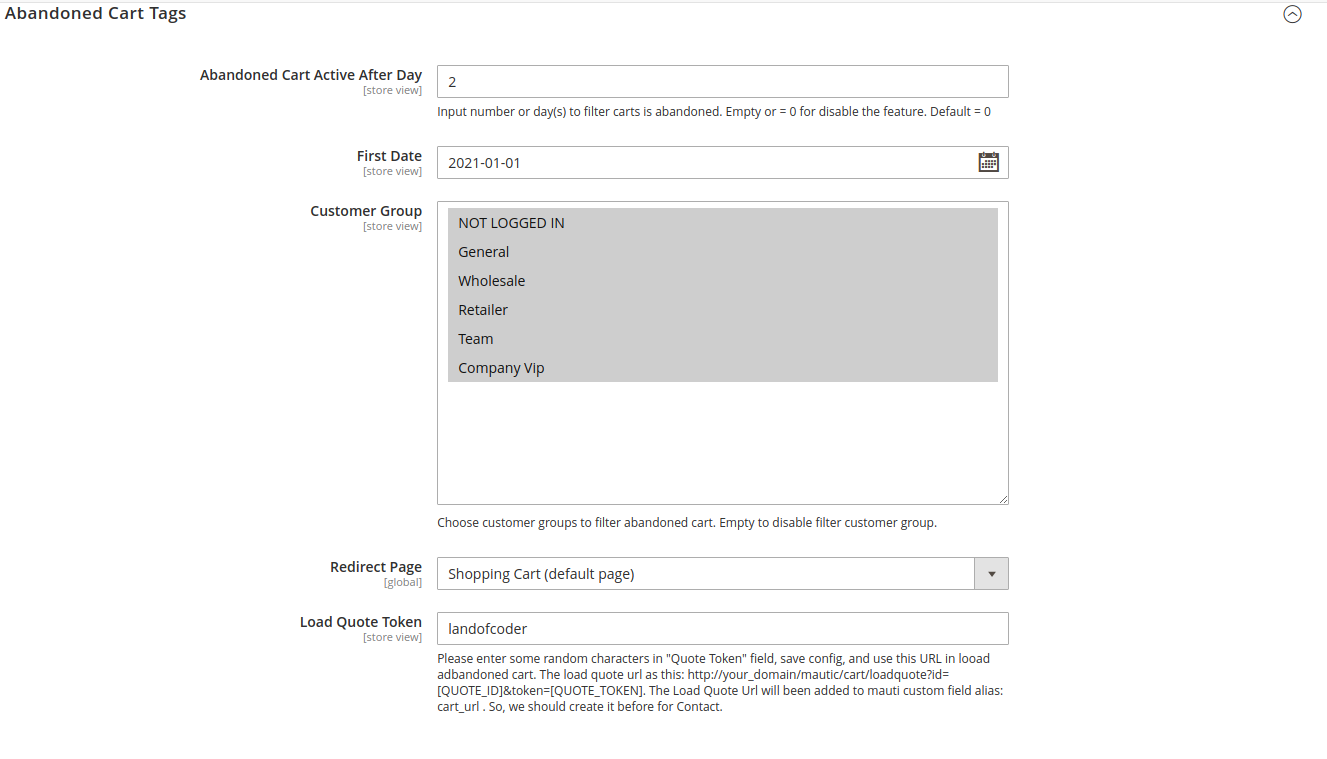 Abandoned Cart Tags
Abandoned Cart Active After Day
[store view]
2
Input number or day(s) to filter carts is abandoned. Empty or = 0 for disable the feature. Default = 0
First Date
[store view]
2021-01-01
Customer Group
[store view]
NOT LOGGED IN
General
Wholesale
Retailer
Team
Company Vip
Choose customer groups to filter abandoned cart. Empty to disable filter customer group.
Redirect Page
[global]
Shopping Cart (default page)
Load Quote Token
[store view]
landofcoder
Please enter some random characters in "Quote Token" field, save config, and use this URL in looad
adbandoned cart. The load quote url as this: http://your_domain/mautic/cart/loadquote?id=
[QUOTE_ID]&token=[QUOTE_TOKEN]. The Load Quote Url will been added to mauti custom field alias:
cart_url . So, we should create it before for Contact.